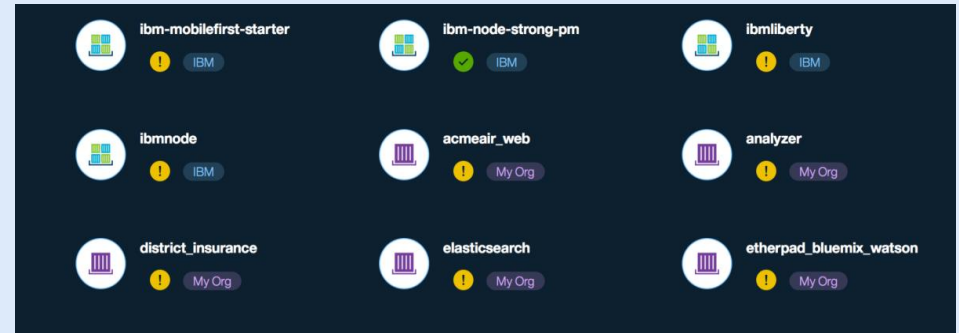 ibm-mobilefirst-starter
! IBM
ibm-node-strong-pm
IBM
ibmliberty
! IBM
ibmnode
! IBM
acmeair_web
! My Org
analyzer
! My Org
district_insurance
! My Org
elasticsearch
! My Org
etherpad_bluemix_watson
! My Org